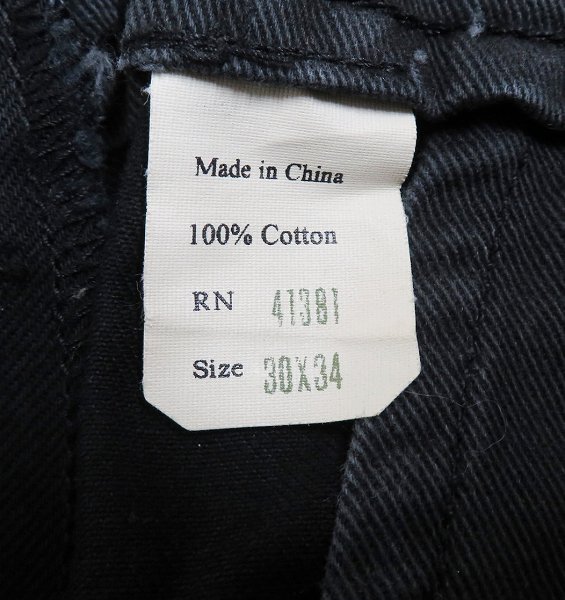 Made in China
100% Cotton
RN 41381
Size 30X34